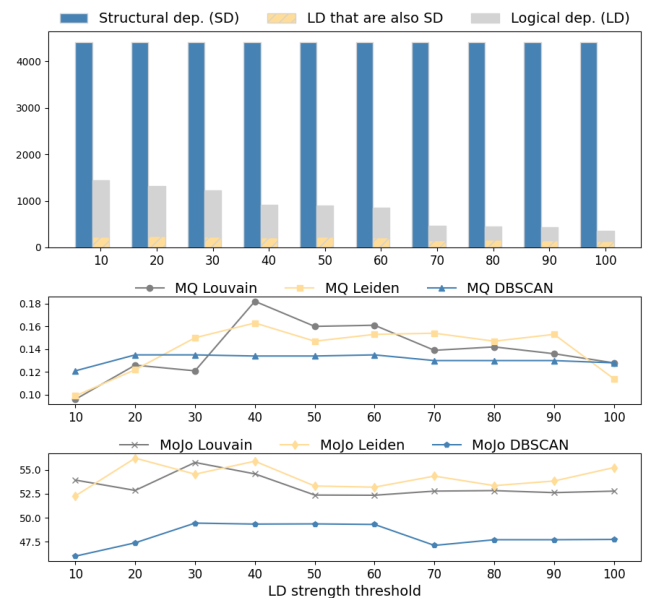 Structural dep. (SD) LD that are also SD Logical dep. (LD)
4000
3000
2000
1000
0
10 20 30 40 50 60 70 80 90 100
MQ Louvain MQ Leiden MQ DBSCAN
0.18
0.16
0.14
0.12
0.10
10 20 30 40 50 60 70 80 90 100
MoJo Louvain MoJo Leiden MoJo DBSCAN
55.0
52.5
50.0
47.5
10 20 30 40 50 60 70 80 90 100
LD strength threshold